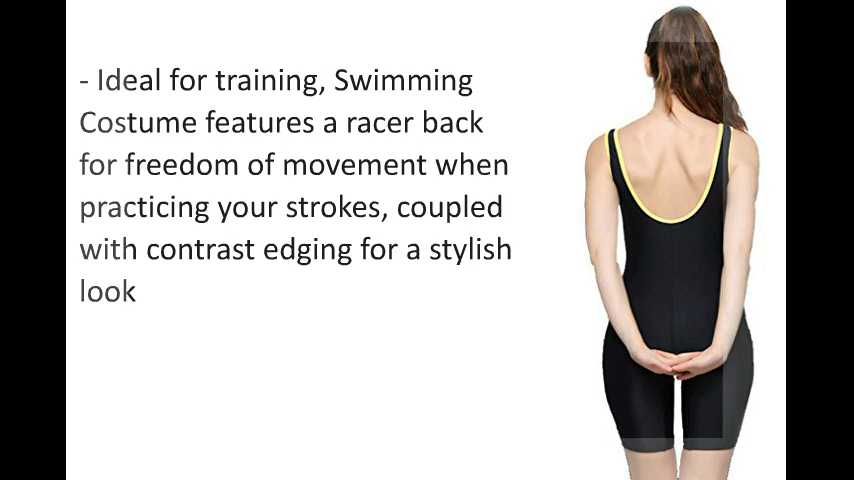 - Ideal for training, Swimming
Costume features a racer back
for freedom of movement when
practicing your strokes, coupled
with contrast edging for a stylish
look